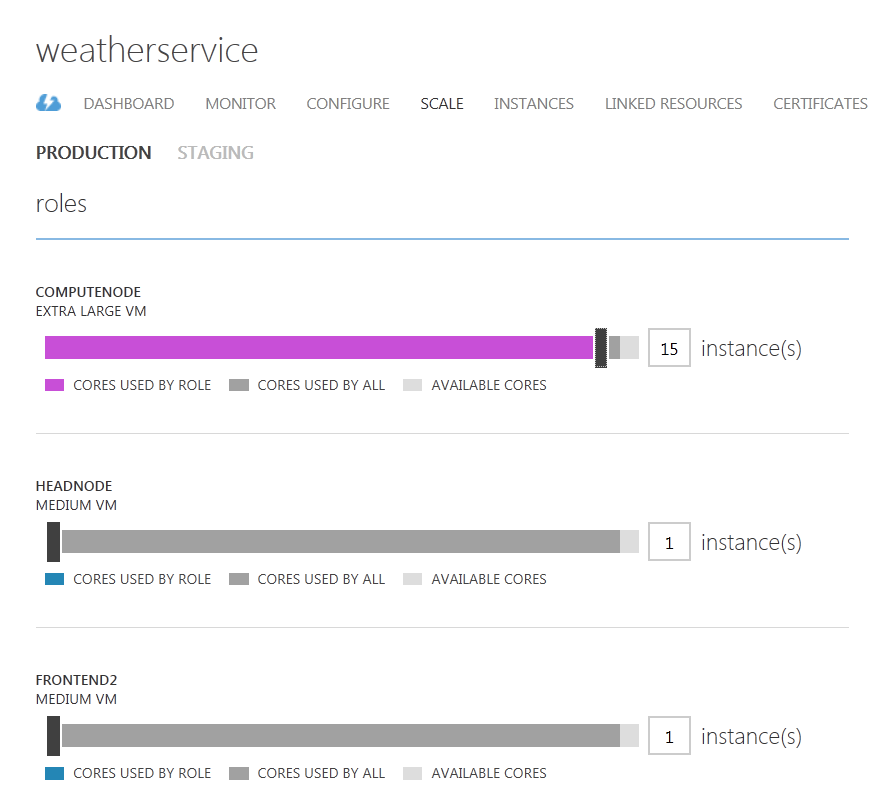 weatherservice
DASHBOARD MONITOR CONFIGURE SCALE INSTANCES LINKED RESOURCES CERTIFICATES
PRODUCTION STAGING
roles
COMPUTENODE
EXTRA LARGE VM
15 instance(s)
CORES USED BY ROLE CORES USED BY ALL AVAILABLE CORES
HEADNODE
MEDIUM VM
1 instance(s)
CORES USED BY ROLE CORES USED BY ALL AVAILABLE CORES
FRONTEND2
MEDIUM VM
1 instance(s)
CORES USED BY ROLE CORES USED BY ALL AVAILABLE CORES